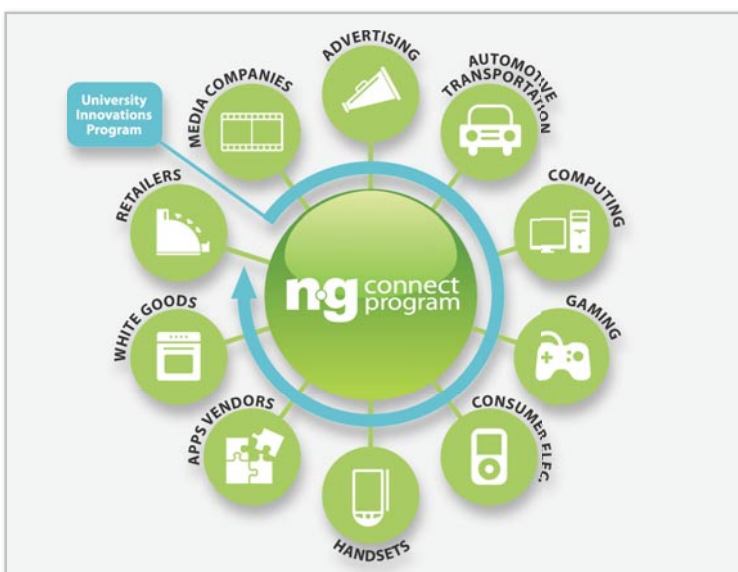 ADVERTISING
AUTOMOTIVE
TRANSPORTATION
COMPUTING
GAMING
CONSUMER ELEC.
HANDSETS
APPS VENDORS
WHITE GOODS
RETAILERS
MEDIA COMPANIES
University
Innovations
Program
ng connect
program